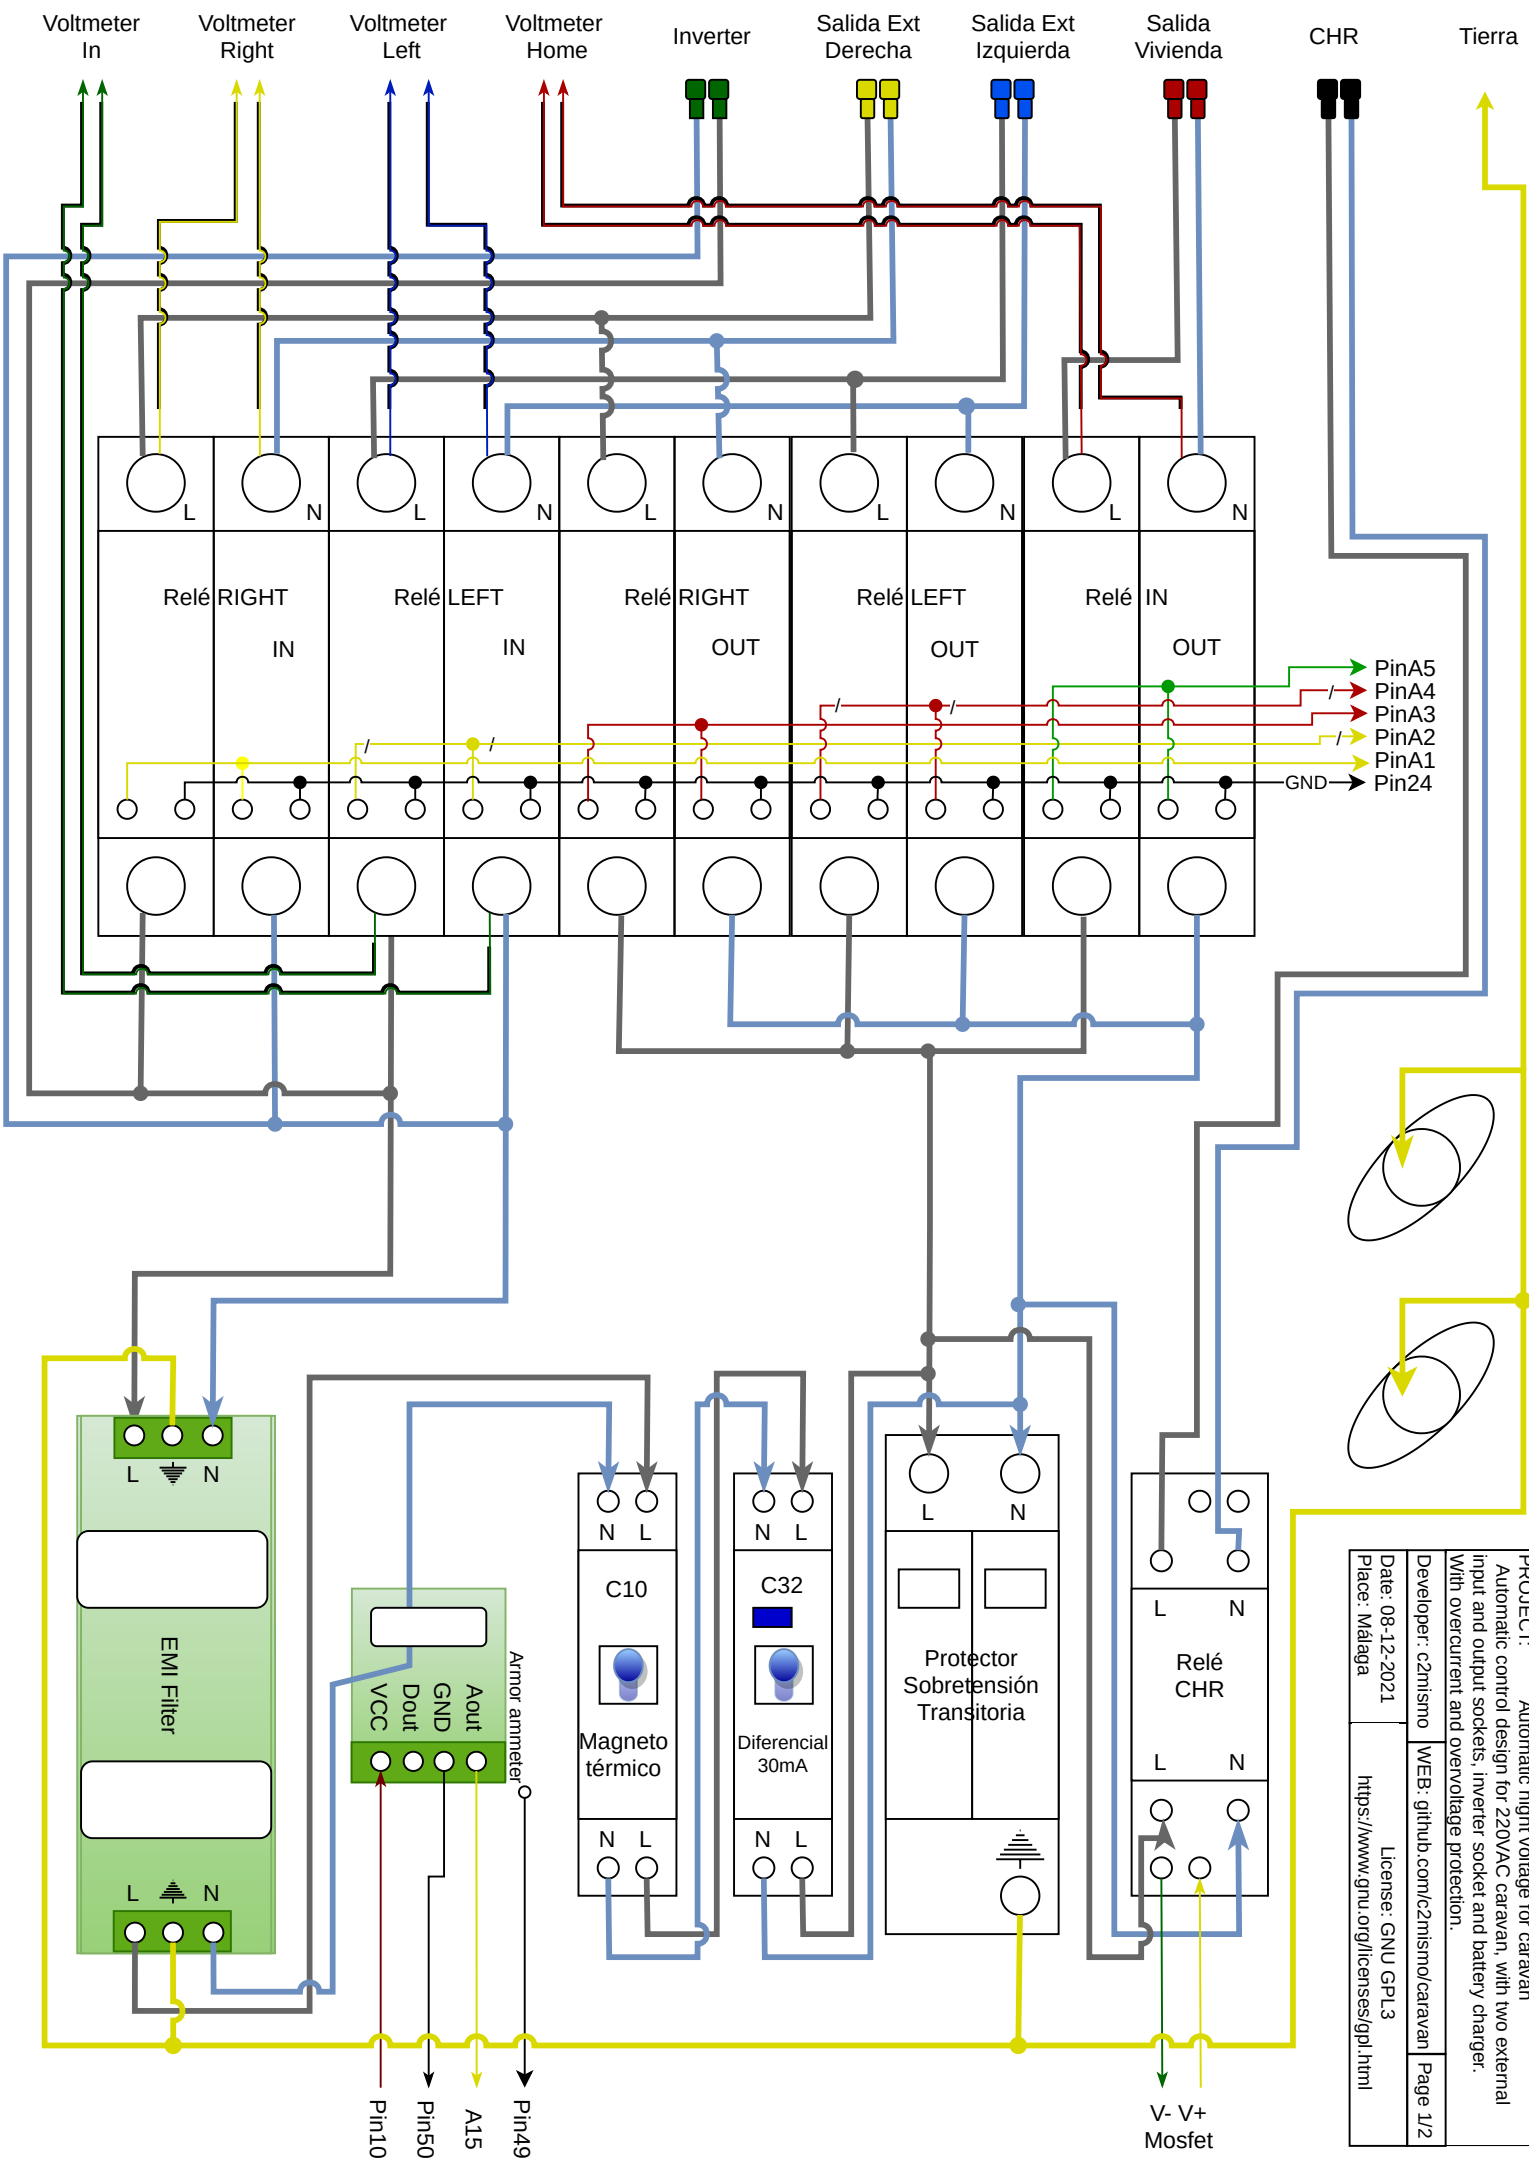 Voltmeter
In
Voltmeter
Right
Voltmeter
Left
Voltmeter
Home
Inverter
Salida Ext
Derecha
Salida Ext
Izquierda
Salida
Vivienda
CHR
Tierra
L
N
L
N
L
N
L
N
L
N
Relé RIGHT
IN
Relé LEFT
IN
Relé RIGHT
OUT
Relé LEFT
OUT
Relé IN
OUT
PinA5
/ PinA4
PinA3
/ PinA2
PinA1
GND Pin24
/
/
/
/
L
N
EMI Filter
L
N
VCC
Dout
GND
Aout
Armor ammeter
Pin10
Pin50
A15
Pin49
N L
C10
Magneto
térmico
N L
N L
C32
Diferencial
30mA
N L
L
N
Protector
Sobretensión
Transitoria
L
N
Relé
CHR
L
N
V- V+
Mosfet
PROJECT: Automatic hight voltage for caravan
Automatic control design for 220VAC caravan, with two external
input and output sockets, inverter socket and battery charger.
With overcurrent and overvoltage protection.
Developer: c2mismo
WEB: github.com/c2mismo/caravan
Page 1/2
Date: 08-12-2021
Place: Málaga
License: GNU GPL3
https://www.gnu.org/licenses/gpl.html